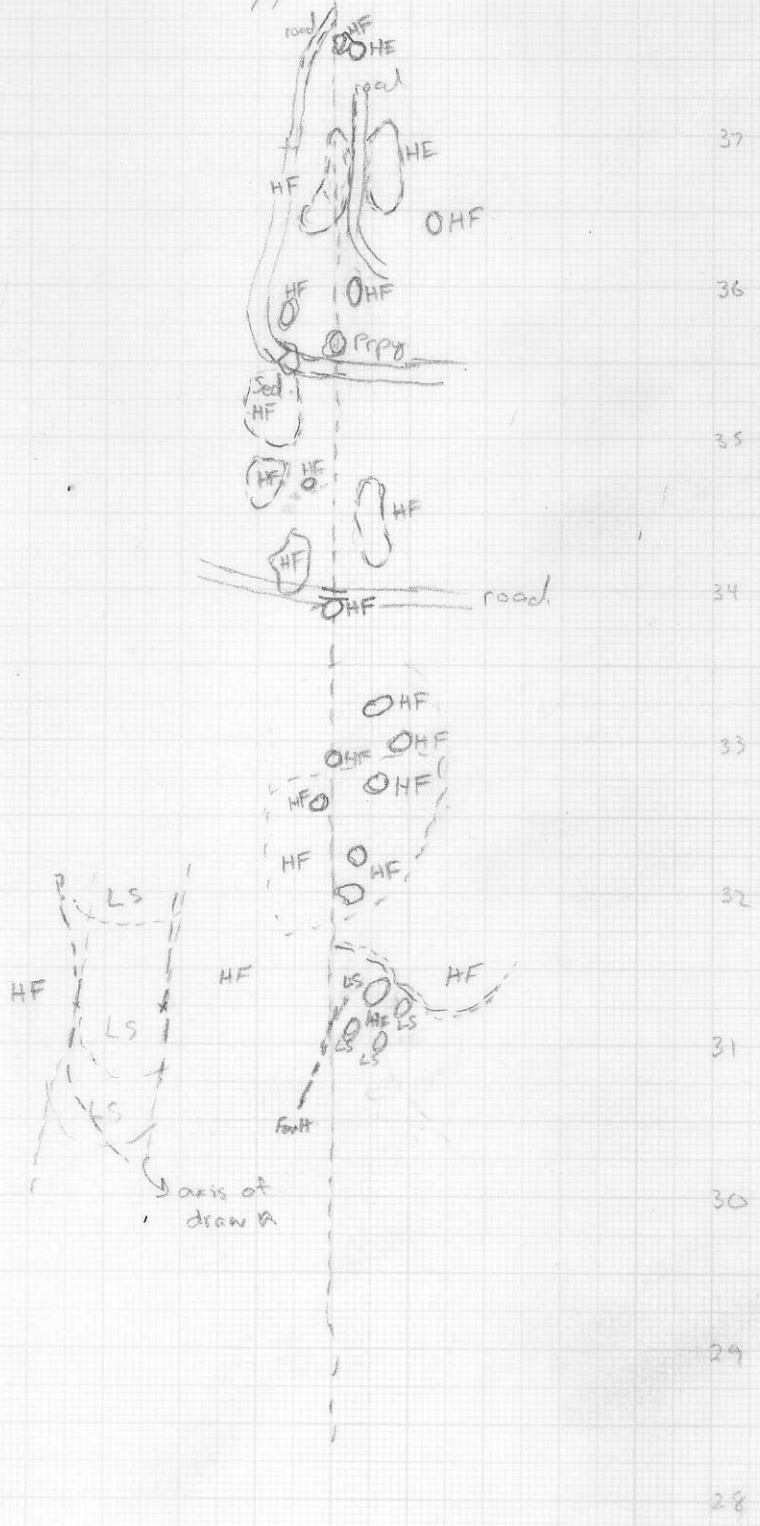 road
HF
HE
road
37
HE
HF
HF
36
HF
HF
Prpy
Sed
HF
35
HF
HF
HF
HF
34
road
HF
HF
33
HF
HF
HF
HF
HF
HF
32
LS
HF
HF
HF
LS
LS
LS
LS
31
LS
LS
Fault
axis of
draw
30
29
28